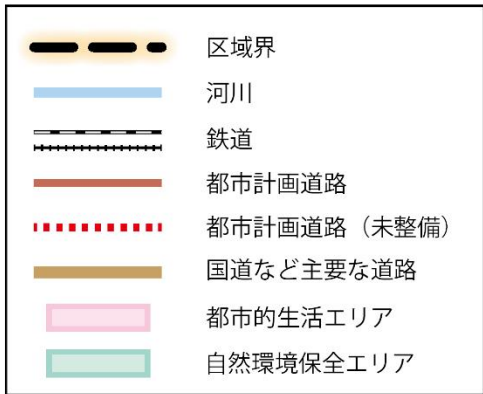 区域界
河川
鉄道
都市計画道路
都市計画道路（未整備）
国道など主要な道路
都市的生活エリア
自然環境保全エリア